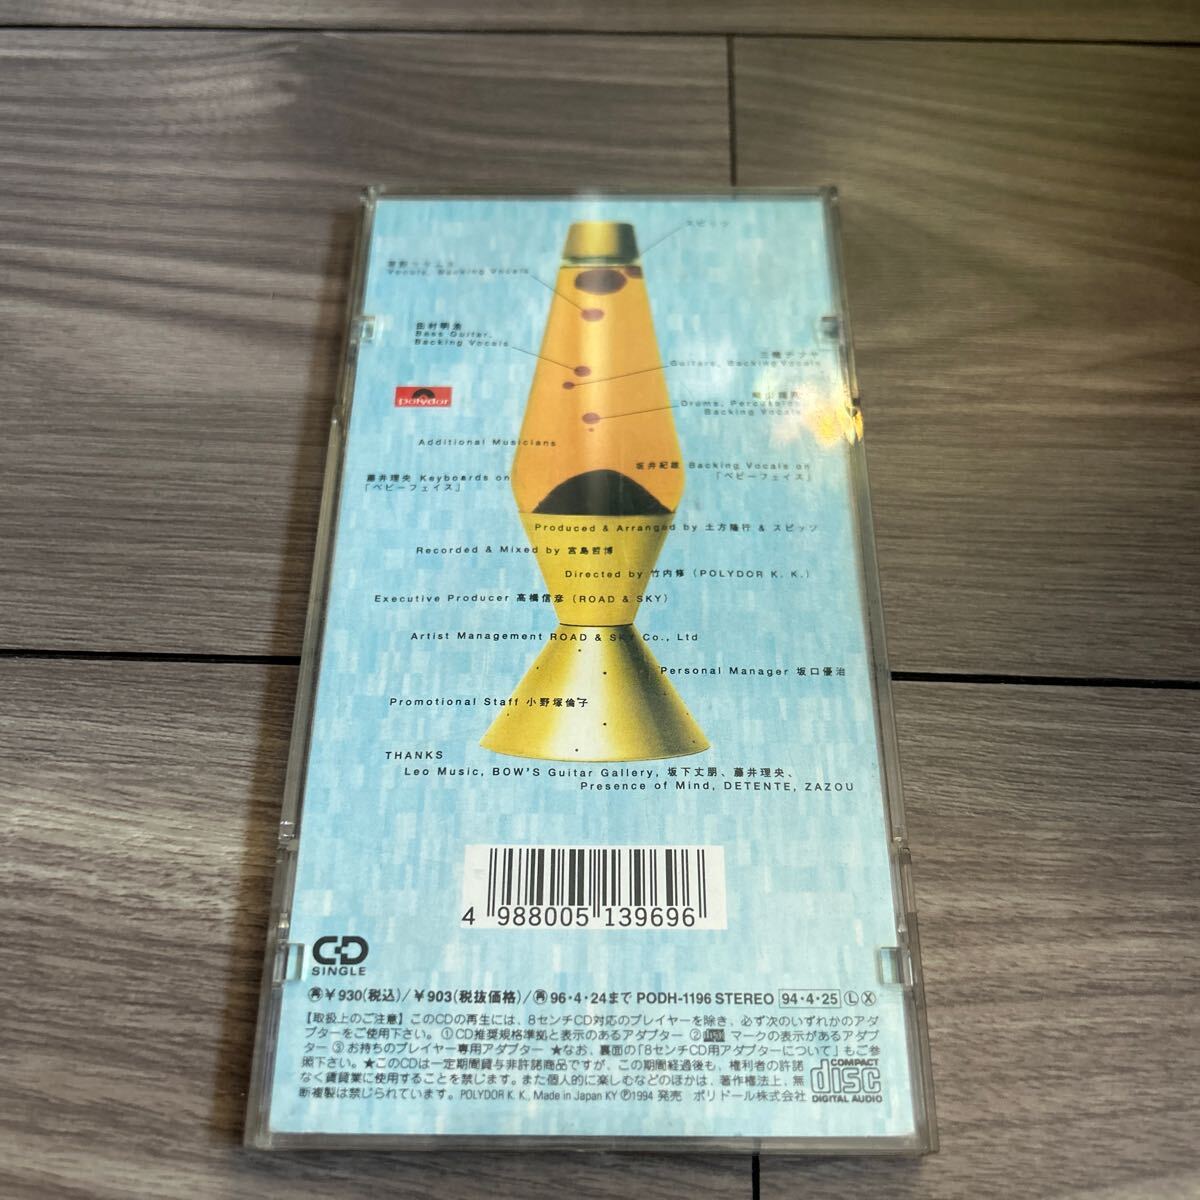 スピッツ
Vocals, Backing Vocals
田村明浩
Bass Guitar,
Backing Vocals
三輪テツヤ
Guitars, Backing Vocals
polydor
Drums, Percussion
Backing Vocals
Additional Musicians
坂井紀雄 Backing Vocals on
「ベビーフェイス」
藤井理央 Keyboards on
「ベビーフェイス」
Produced & Arranged by 土方隆行 & スピッツ
Recorded & Mixed by 宮島哲博
Directed by 竹内修 (POLYDOR K. K.)
Executive Producer 高橋信彦 (ROAD & SKY)
Artist Management ROAD & SKY Co., Ltd
Personal Manager 坂口優治
Promotional Staff 小野塚倫子
THANKS
Leo Music, BOW'S Guitar Gallery, 坂下丈朋、藤井理央、
Presence of Mind, DETENTE, ZAZOU
4 988005 139696
CD
SINGLE
再￥930(税込)/￥903(税抜価格)/再96・4・24まで PODH-1196 STEREO 94・4・25 Ⓛ Ⓧ
【取扱上のご注意】このCDの再生には、8センチCD対応のプレイヤーを除き、必ず次のいずれかのアダ
プターをご使用下さい。①CD推奨規格準拠と表示のあるアダプター ② マークの表示があるアダプ
ター ③お持ちのプレイヤー専用アダプター ★なお、裏面の「8センチCD用アダプターについて」もご参
照下さい。★このCDは一定期間貸与非許諾商品ですが、この期間経過後も、権利者の許諾
なく賃貸業に使用することを禁じます。また個人的に楽しむなどのほかは、著作権法上、無
断複製は禁じられています。POLYDOR K. K., Made in Japan KY Ⓟ1994 発売 ポリドール株式会社
COMPACT
disc
DIGITAL AUDIO